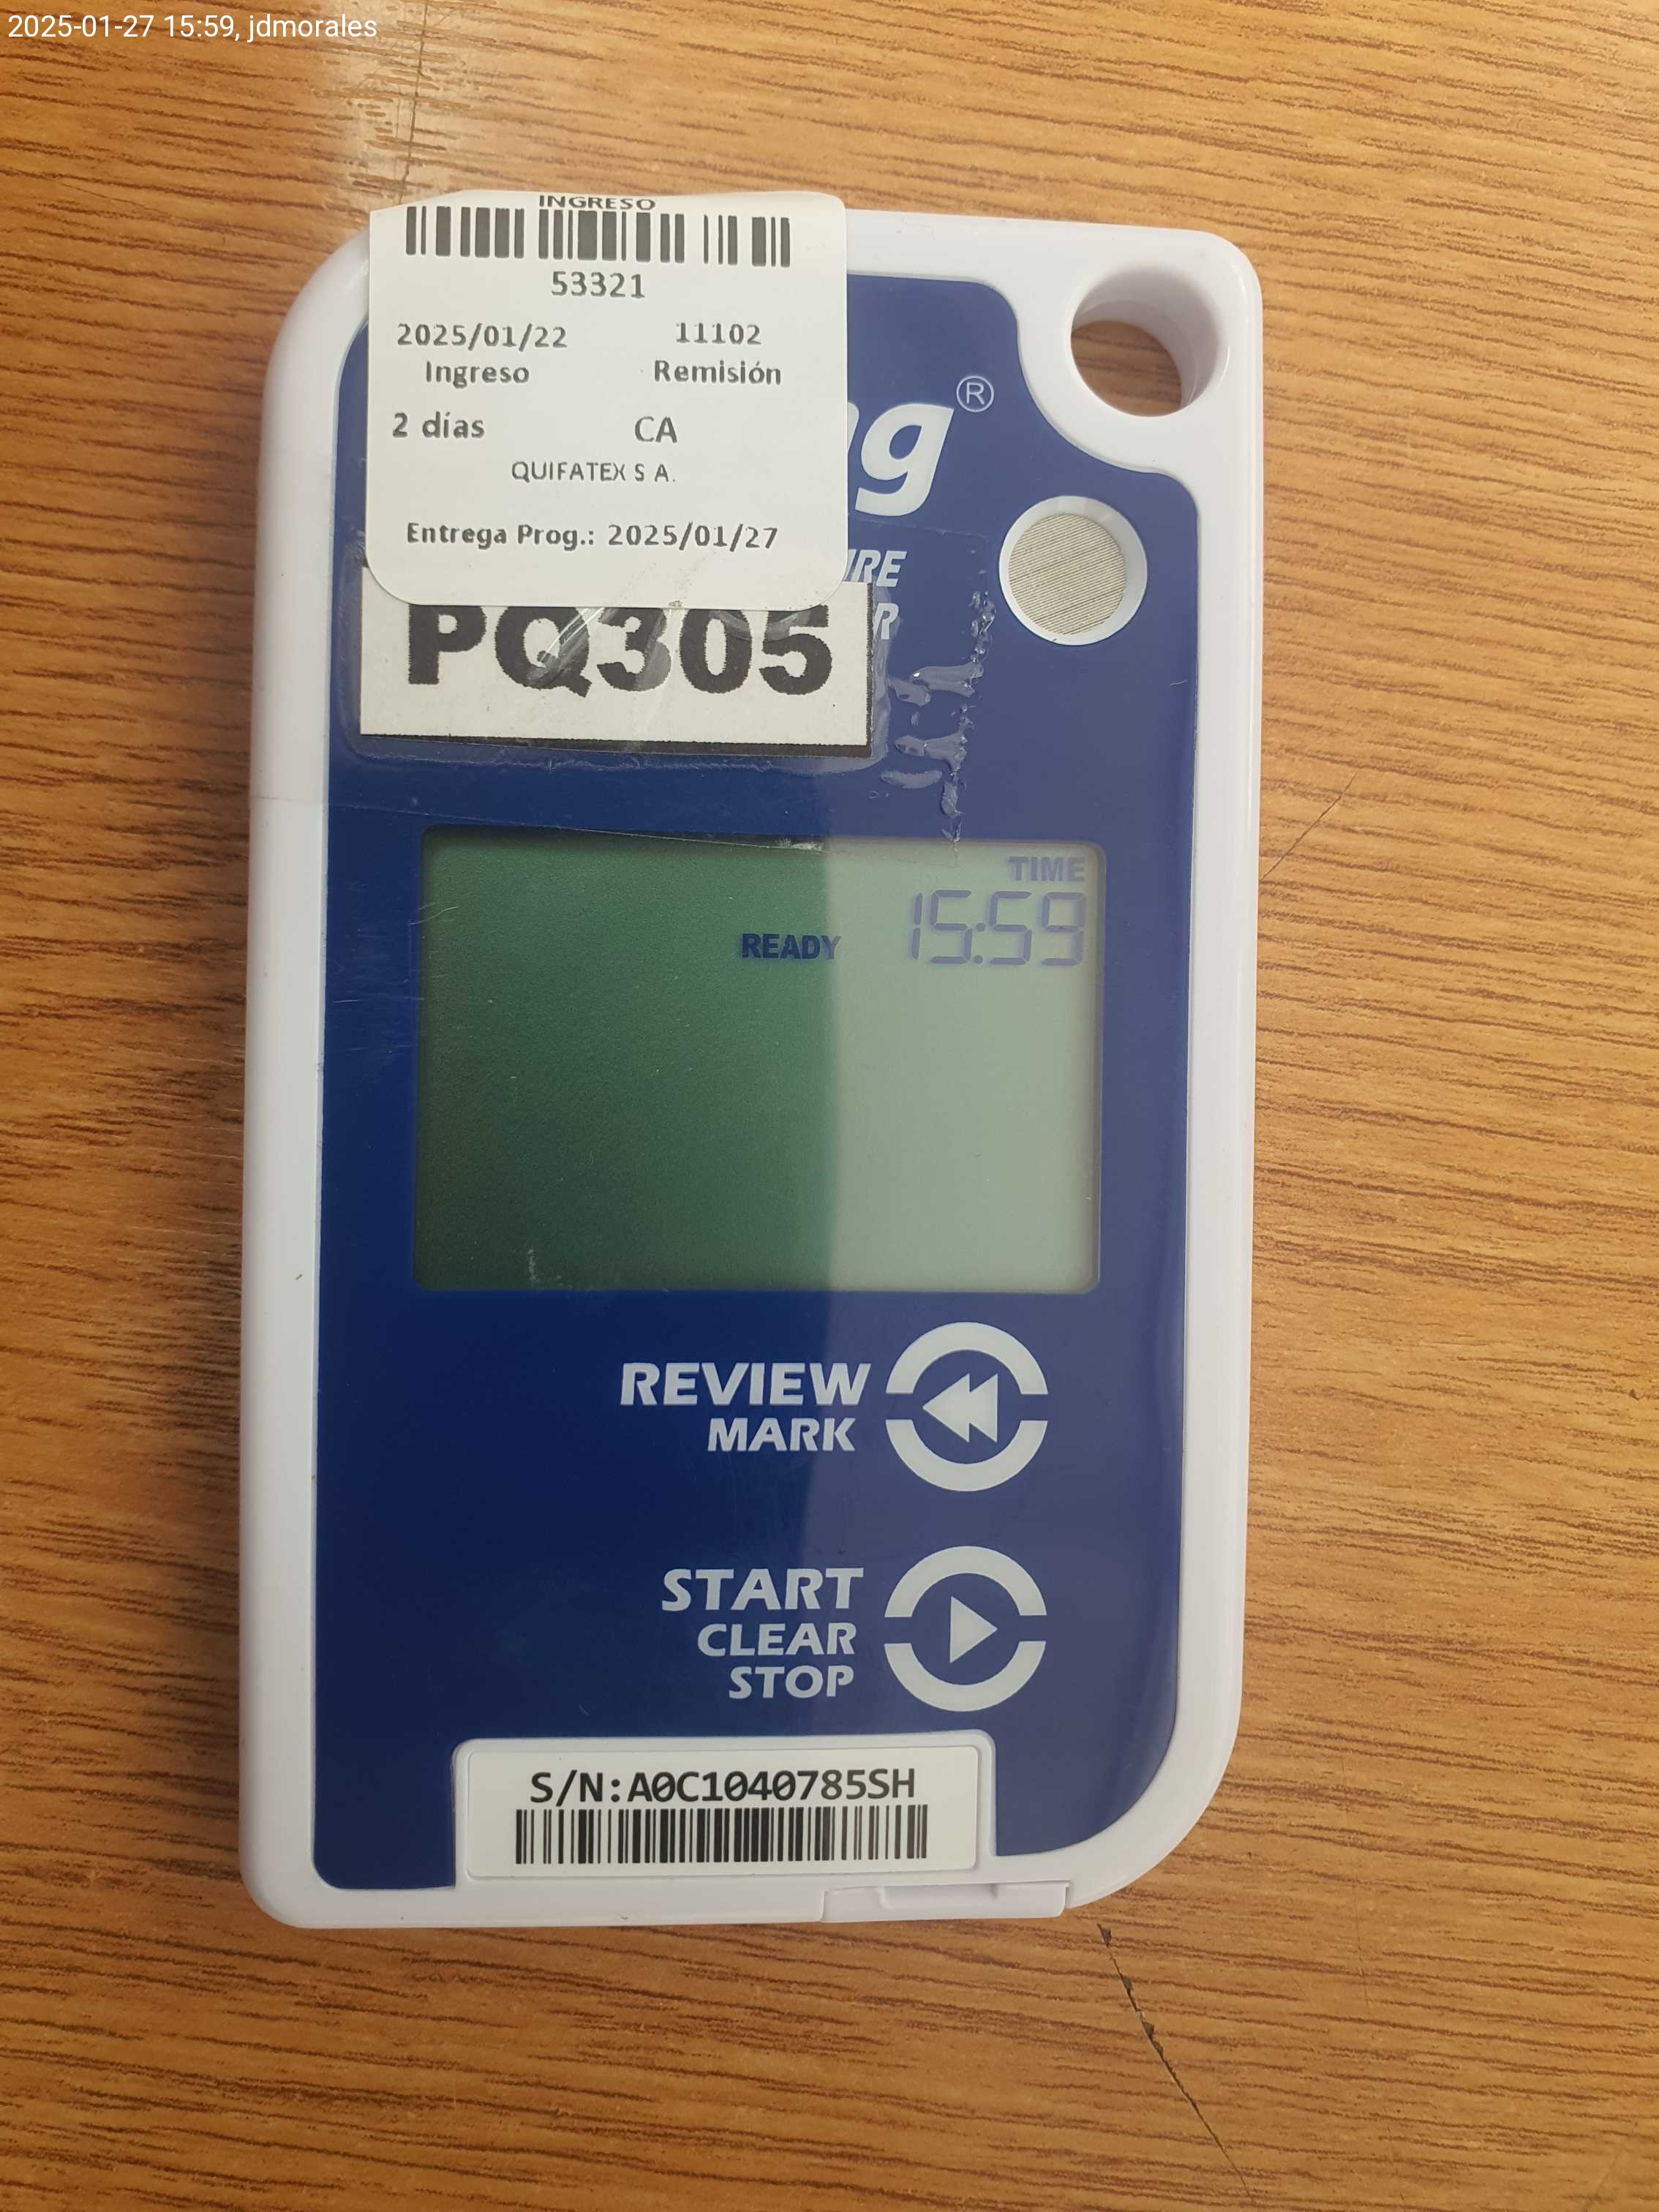 2025-01-27 15:59, jdmorales
INGRESO
53321
2025/01/22 11102
Ingreso Remisión
2 días CA
QUIFATEX S A.
Entrega Prog.: 2025/01/27
®
PQ305
TIME
15:59
READY
REVIEW
MARK
START
CLEAR
STOP
S/N:A0C1040785SH